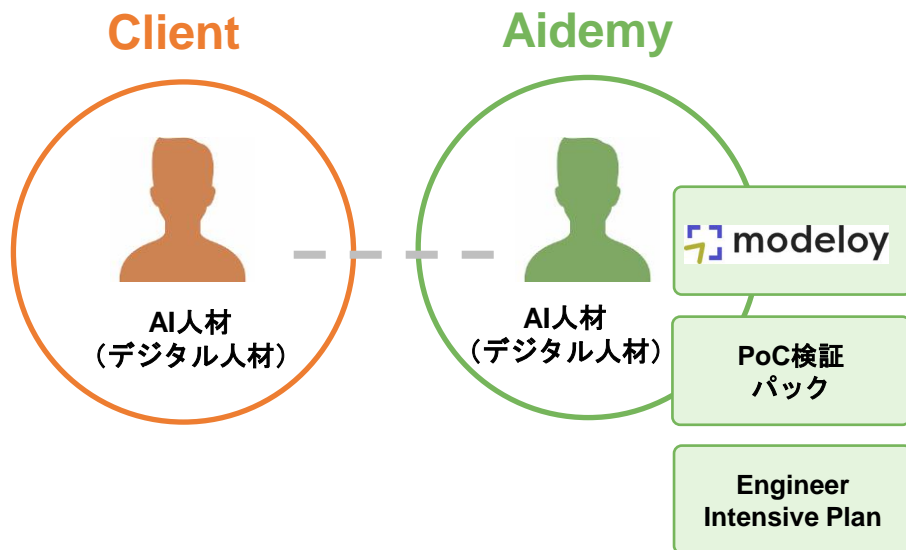 Client
Aidemy
AI人材
（デジタル人材）
AI人材
（デジタル人材）
modeloy
PoC検証
パック
Engineer
Intensive Plan